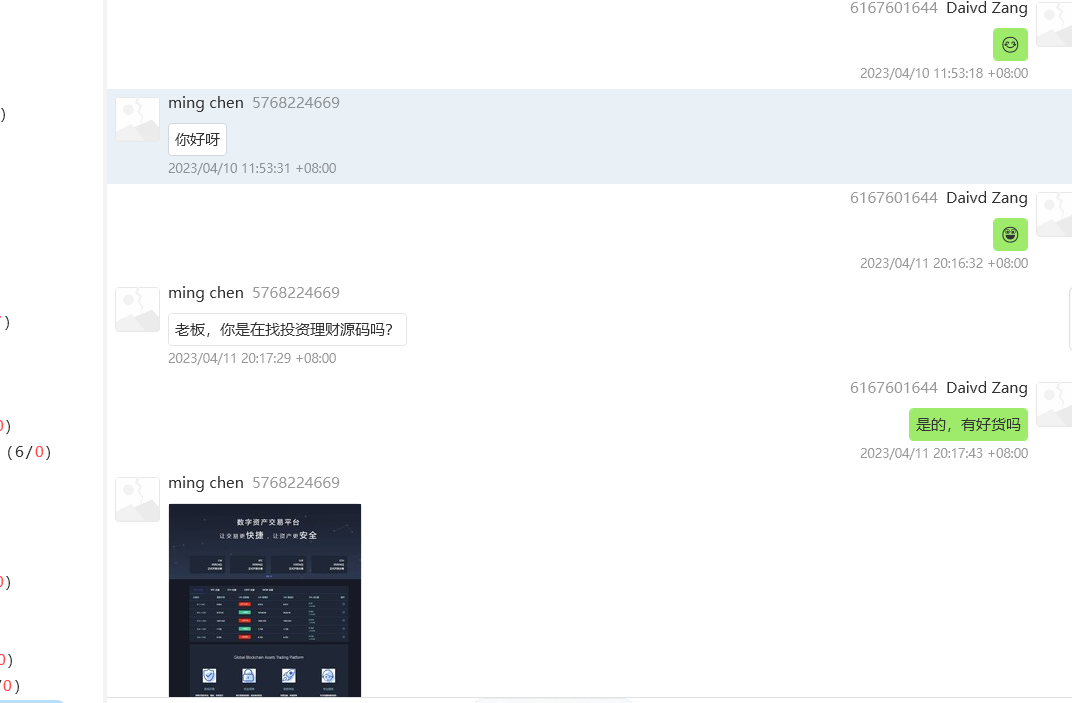 6167601644 Daivd Zang
2023/04/10 11:53:18 +08:00
ming chen 5768224669
你好呀
2023/04/10 11:53:31 +08:00
6167601644 Daivd Zang
2023/04/11 20:16:32 +08:00
ming chen 5768224669
老板，你是在找投资理财源码吗？
2023/04/11 20:17:29 +08:00
6167601644 Daivd Zang
是的，有好货吗
2023/04/11 20:17:43 +08:00
ming chen 5768224669
数字资产交易平台
让交易更快捷，让资产更安全
Global Blockchain Assets Trading Platform
)
)
0)
(6/0)
0)
0)
/0)